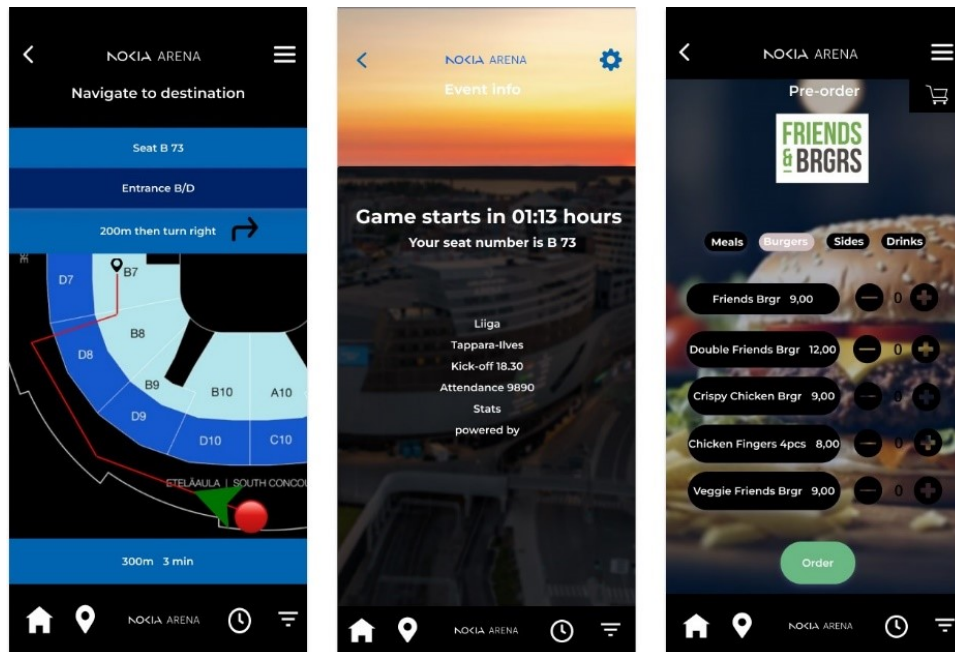 NOKIA ARENA
Navigate to destination
Seat B 73
Entrance B/D
200m then turn right
D7
B7
B8
D8
B9
B10
A10
D9
D10
C10
ETELÄAULA | SOUTH CONCOU
300m 3 min
NOKIA ARENA
NOKIA ARENA
Event info
Game starts in 01:13 hours
Your seat number is B 73
Liiga
Tappara-Ilves
Kick-off 18.30
Attendance 9890
Stats
powered by
NOKIA ARENA
NOKIA ARENA
Pre-order
FRIENDS
& BRGRS
Meals Burgers Sides Drinks
Friends Brgr 9,00 0
Double Friends Brgr 12,00 0
Crispy Chicken Brgr 9,00 0
Chicken Fingers 4pcs 8,00 0
Veggie Friends Brgr 9,00 0
Order
NOKIA ARENA